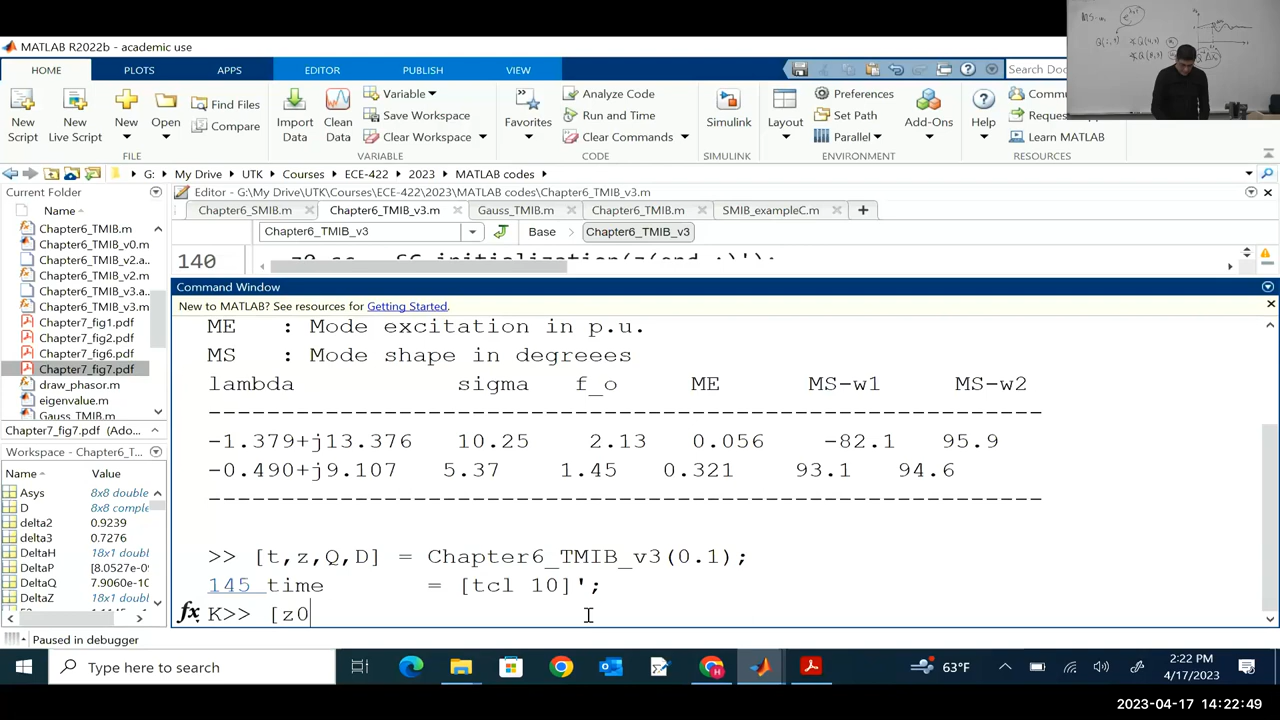 MATLAB R2022b - academic use
HOME PLOTS APPS EDITOR PUBLISH VIEW Search Doc
New Script
New Live Script
New
Open
Find Files
Compare
Import Data
Clean Data
Variable
Save Workspace
Clear Workspace
Favorites
Analyze Code
Run and Time
Clear Commands
Simulink
Layout
Preferences
Set Path
Parallel
Add-Ons
Help
Commu
Reques
Learn MATLAB
FILE VARIABLE CODE SIMULINK ENVIRONMENT RESOURCES
G: My Drive UTK Courses ECE-422 2023 MATLAB codes
Current Folder
Name
Chapter6_TMIB.m
Chapter6_TMIB_v0.m
Chapter6_TMIB_v2.a...
Chapter6_TMIB_v2.m
Chapter6_TMIB_v3.a...
Chapter6_TMIB_v3.m
Chapter7_fig1.pdf
Chapter7_fig2.pdf
Chapter7_fig6.pdf
Chapter7_fig7.pdf
draw_phasor.m
eigenvalue.m
Gauss_TMIB.m
Chapter7_fig7.pdf (Ado...
Workspace - Chapter6_T...
Name Value
Asys 8x8 double
D 8x8 comple
delta2 0.9239
delta3 0.7276
DeltaH 18x1 doubl
DeltaP [8.0527e-10
DeltaQ 7.9060e-10
DeltaZ 18x1 doubl
Editor - G:\My Drive\UTK\Courses\ECE-422\2023\MATLAB codes\Chapter6_TMIB_v3.m
Chapter6_SMIB.m Chapter6_TMIB_v3.m Gauss_TMIB.m Chapter6_TMIB.m SMIB_exampleC.m
Chapter6_TMIB_v3 Base Chapter6_TMIB_v3
140
Command Window
New to MATLAB? See resources for Getting Started.
ME : Mode excitation in p.u.
MS : Mode shape in degreees
lambda sigma f_o ME MS-w1 MS-w2
------------------------------------------------------------------------
-1.379+j13.376 10.25 2.13 0.056 -82.1 95.9
-0.490+j9.107 5.37 1.45 0.321 93.1 94.6
------------------------------------------------------------------------
>> [t,z,Q,D] = Chapter6_TMIB_v3(0.1);
145 time = [tcl 10]';
fx K>> [z0
Paused in debugger
Type here to search
63°F
2:22 PM
4/17/2023
2023-04-17 14:22:49